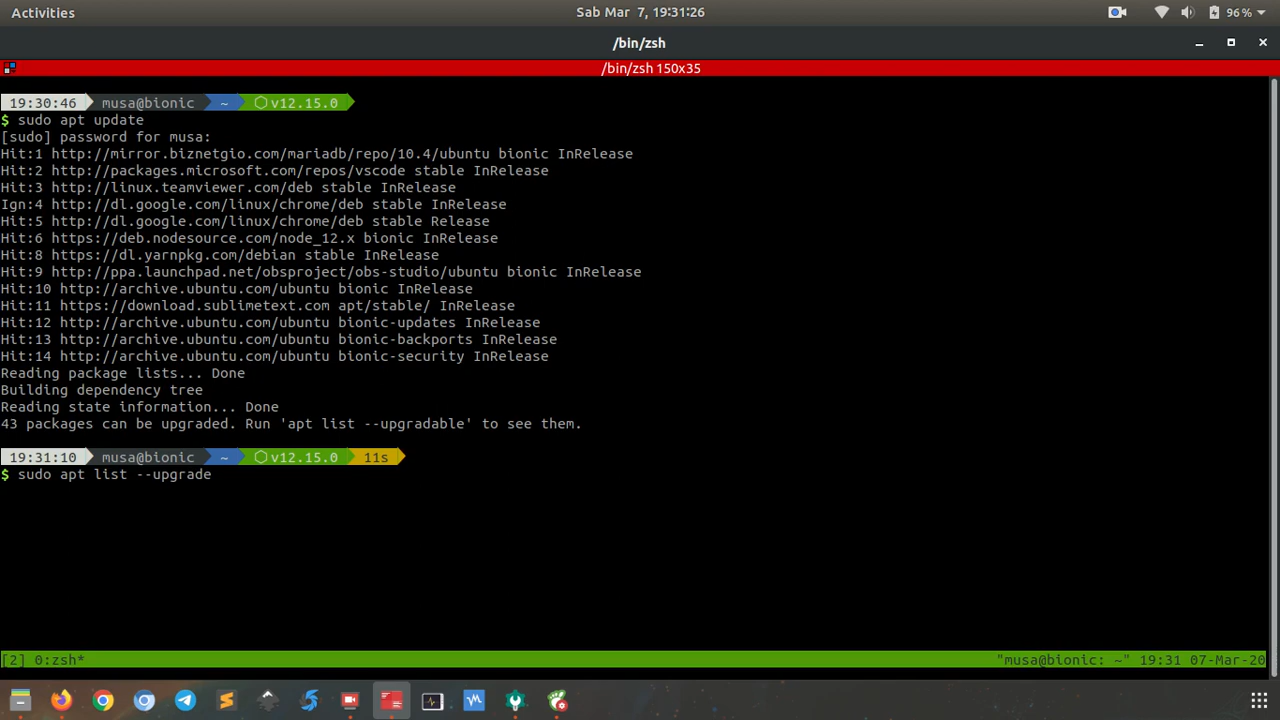 Activities
Sab Mar 7, 19:31:26
96%
/bin/zsh
/bin/zsh 150x35
19:30:46 musa@bionic ~ v12.15.0
$ sudo apt update
[sudo] password for musa:
Hit:1 http://mirror.biznetgio.com/mariadb/repo/10.4/ubuntu bionic InRelease
Hit:2 http://packages.microsoft.com/repos/vscode stable InRelease
Hit:3 http://linux.teamviewer.com/deb stable InRelease
Ign:4 http://dl.google.com/linux/chrome/deb stable InRelease
Hit:5 http://dl.google.com/linux/chrome/deb stable Release
Hit:6 https://deb.nodesource.com/node_12.x bionic InRelease
Hit:8 https://dl.yarnpkg.com/debian stable InRelease
Hit:9 http://ppa.launchpad.net/obsproject/obs-studio/ubuntu bionic InRelease
Hit:10 http://archive.ubuntu.com/ubuntu bionic InRelease
Hit:11 https://download.sublimetext.com apt/stable/ InRelease
Hit:12 http://archive.ubuntu.com/ubuntu bionic-updates InRelease
Hit:13 http://archive.ubuntu.com/ubuntu bionic-backports InRelease
Hit:14 http://archive.ubuntu.com/ubuntu bionic-security InRelease
Reading package lists... Done
Building dependency tree
Reading state information... Done
43 packages can be upgraded. Run 'apt list --upgradable' to see them.
19:31:10 musa@bionic ~ v12.15.0 11s
$ sudo apt list --upgrade
[2] 0:zsh*
"musa@bionic: ~" 19:31 07-Mar-20